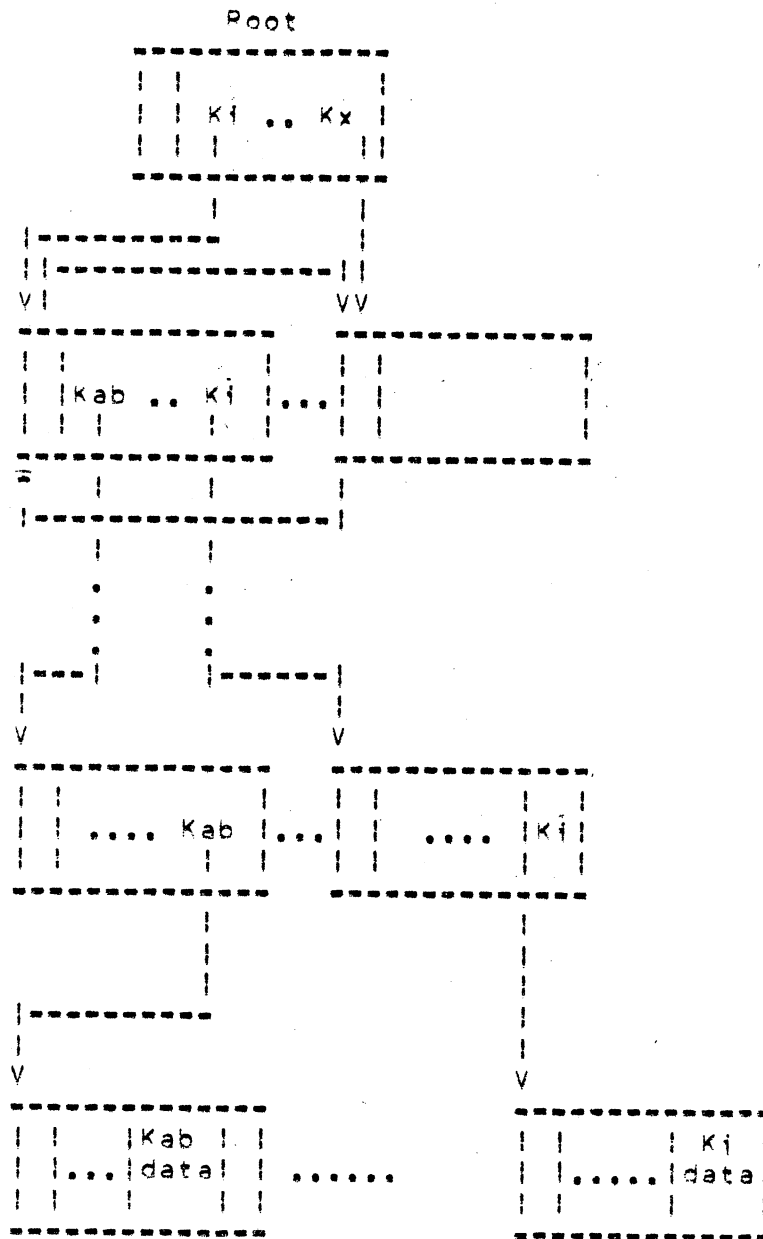 Root
Ki .. Kx
Kab .. Ki ...
.... Kab ... .... Ki
Kab Ki
... data ...... ..... data